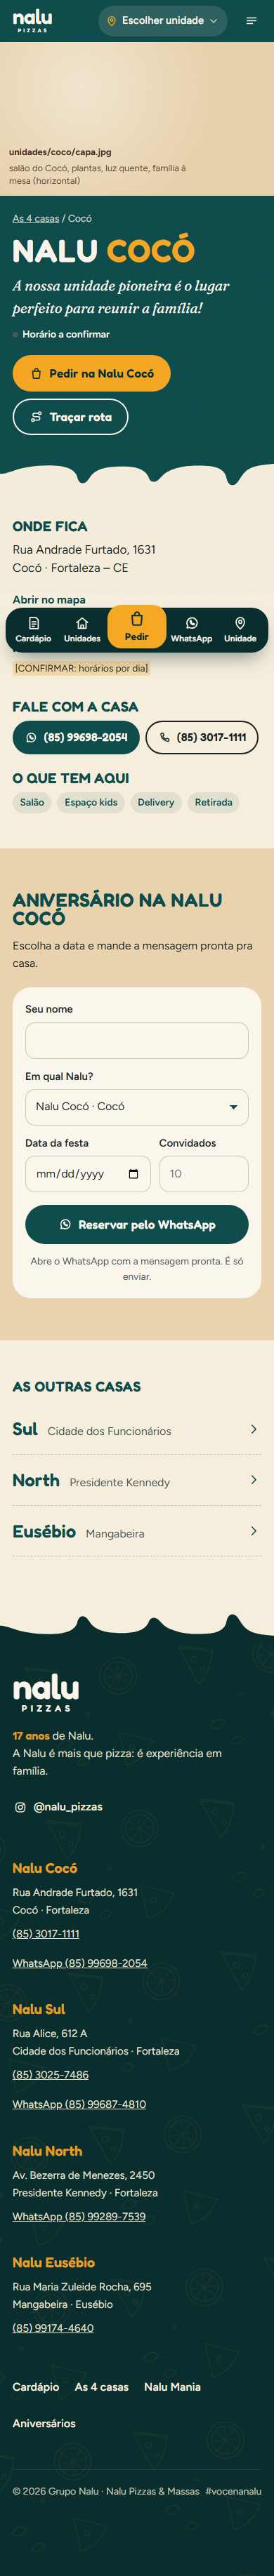 nalu
PIZZAS
Escolher unidade
unidades/coco/capa.jpg
salão do Cocó, plantas, luz quente, família à
mesa (horizontal)
As 4 casas / Cocó
NALU COCÓ
A nossa unidade pioneira é o lugar
perfeito para reunir a família!
Horário a confirmar
Pedir na Nalu Cocó
Traçar rota
ONDE FICA
Rua Andrade Furtado, 1631
Cocó · Fortaleza – CE
Abrir no mapa
Cardápio
Unidades
Pedir
WhatsApp
Unidade
[CONFIRMAR: horários por dia]
FALE COM A CASA
(85) 99698-2054
(85) 3017-1111
O QUE TEM AQUI
Salão
Espaço kids
Delivery
Retirada
ANIVERSÁRIO NA NALU
COCÓ
Escolha a data e mande a mensagem pronta pra
casa.
Seu nome
Em qual Nalu?
Nalu Cocó · Cocó
Data da festa
Convidados
mm/dd/yyyy
10
Reservar pelo WhatsApp
Abre o WhatsApp com a mensagem pronta. É só
enviar.
AS OUTRAS CASAS
Sul Cidade dos Funcionários
North Presidente Kennedy
Eusébio Mangabeira
nalu
PIZZAS
17 anos de Nalu.
A Nalu é mais que pizza: é experiência em
família.
@nalu_pizzas
Nalu Cocó
Rua Andrade Furtado, 1631
Cocó · Fortaleza
(85) 3017-1111
WhatsApp (85) 99698-2054
Nalu Sul
Rua Alice, 612 A
Cidade dos Funcionários · Fortaleza
(85) 3025-7486
WhatsApp (85) 99687-4810
Nalu North
Av. Bezerra de Menezes, 2450
Presidente Kennedy · Fortaleza
WhatsApp (85) 99289-7539
Nalu Eusébio
Rua Maria Zuleide Rocha, 695
Mangabeira · Eusébio
(85) 99174-4640
Cardápio
As 4 casas
Nalu Mania
Aniversários
© 2026 Grupo Nalu · Nalu Pizzas & Massas
#vocenanalu